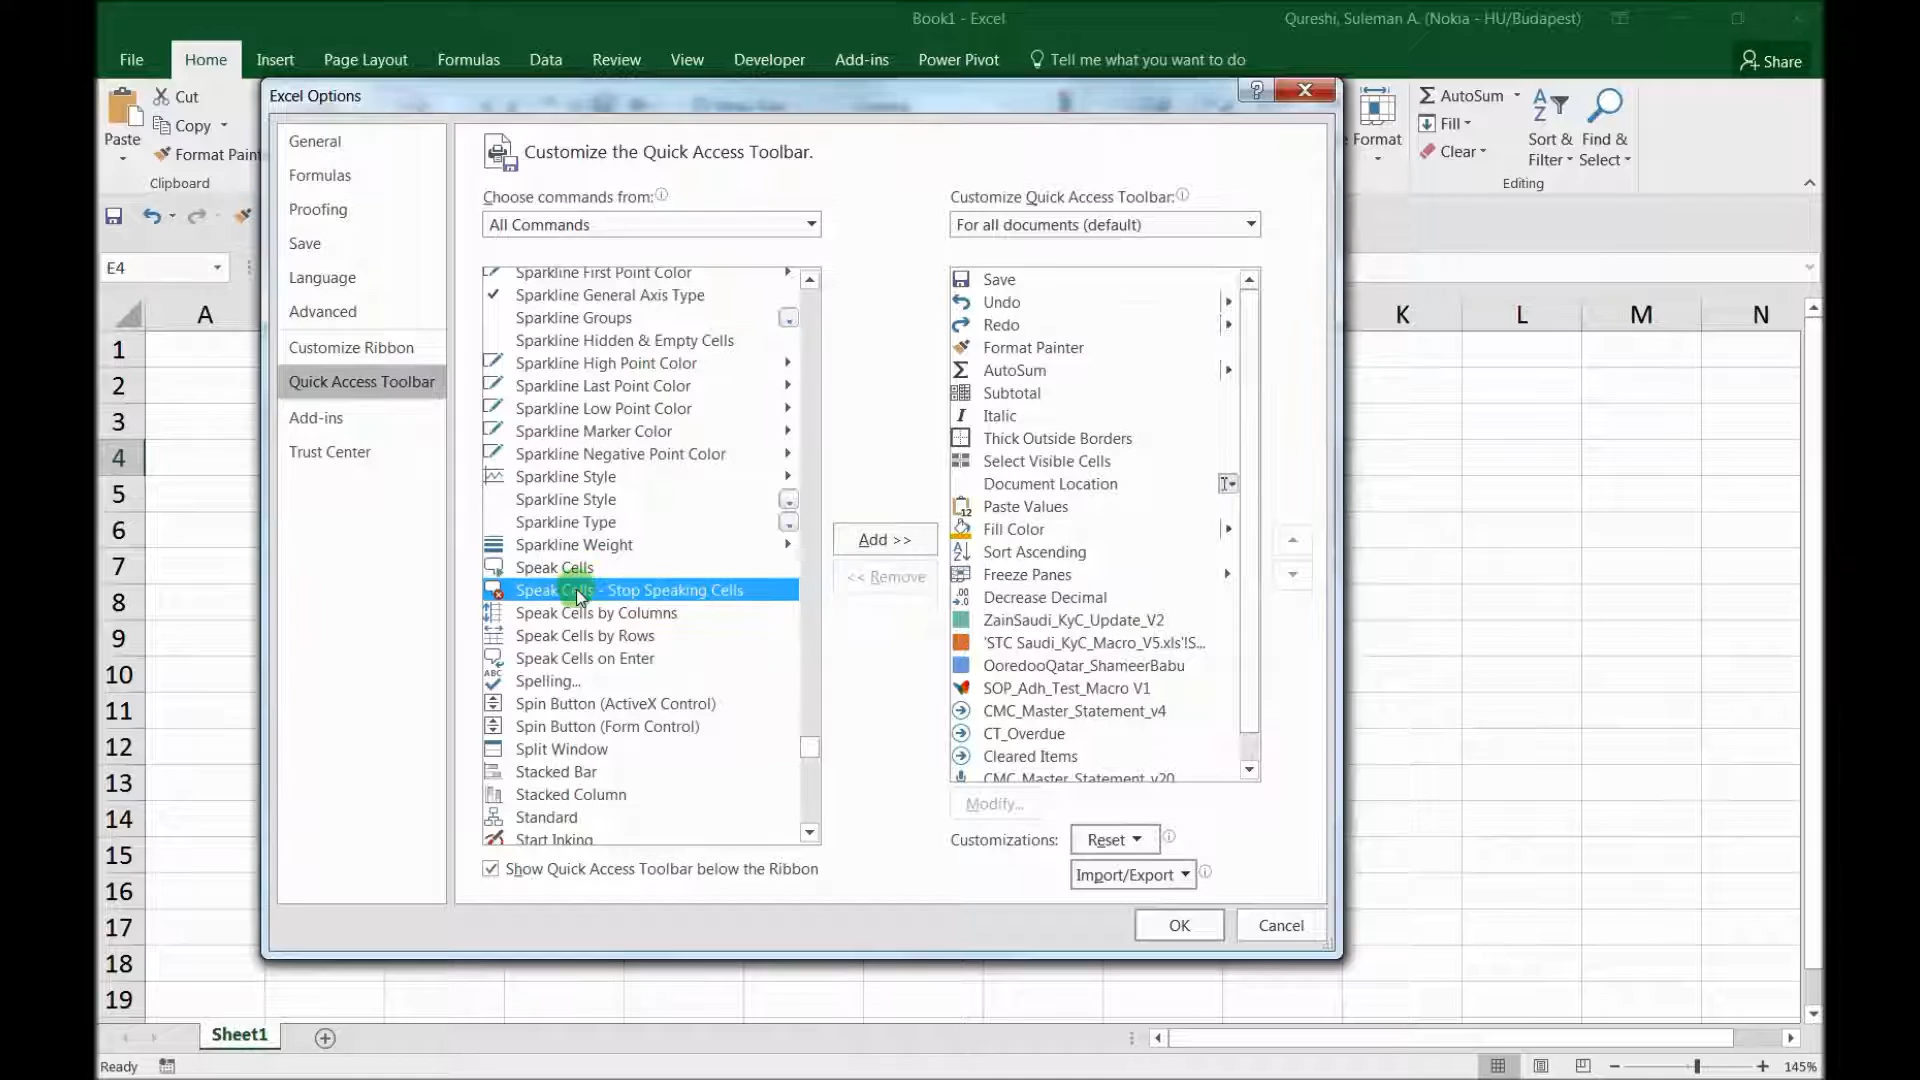 Book1 - Excel
Qureshi, Suleman A. (Nokia - HU/Budapest)
File Home Insert Page Layout Formulas Data Review View Developer Add-ins Power Pivot Tell me what you want to do Share
Paste
Cut
Copy
Format Paint
Clipboard
Format
AutoSum
Fill
Clear
Sort &
Filter
Find &
Select
Editing
E4
A K L M N
1
2
3
4
5
6
7
8
9
10
11
12
13
14
15
16
17
18
19
Excel Options
General
Formulas
Proofing
Save
Language
Advanced
Customize Ribbon
Quick Access Toolbar
Add-ins
Trust Center
Customize the Quick Access Toolbar.
Choose commands from:
All Commands
Sparkline First Point Color
Sparkline General Axis Type
Sparkline Groups
Sparkline Hidden & Empty Cells
Sparkline High Point Color
Sparkline Last Point Color
Sparkline Low Point Color
Sparkline Marker Color
Sparkline Negative Point Color
Sparkline Style
Sparkline Style
Sparkline Type
Sparkline Weight
Speak Cells
Speak Cells - Stop Speaking Cells
Speak Cells by Columns
Speak Cells by Rows
Speak Cells on Enter
Spelling...
Spin Button (ActiveX Control)
Spin Button (Form Control)
Split Window
Stacked Bar
Stacked Column
Standard
Start Inking
Show Quick Access Toolbar below the Ribbon
Add >>
<< Remove
Customize Quick Access Toolbar:
For all documents (default)
Save
Undo
Redo
Format Painter
AutoSum
Subtotal
Italic
Thick Outside Borders
Select Visible Cells
Document Location
Paste Values
Fill Color
Sort Ascending
Freeze Panes
Decrease Decimal
ZainSaudi_KyC_Update_V2
'STC Saudi_KyC_Macro_V5.xls'!S...
OoredooQatar_ShameerBabu
SOP_Adh_Test_Macro V1
CMC_Master_Statement_v4
CT_Overdue
Cleared Items
CMC_Master_Statement_v20
Modify...
Customizations: Reset
Import/Export
OK Cancel
Sheet1
Ready
145%